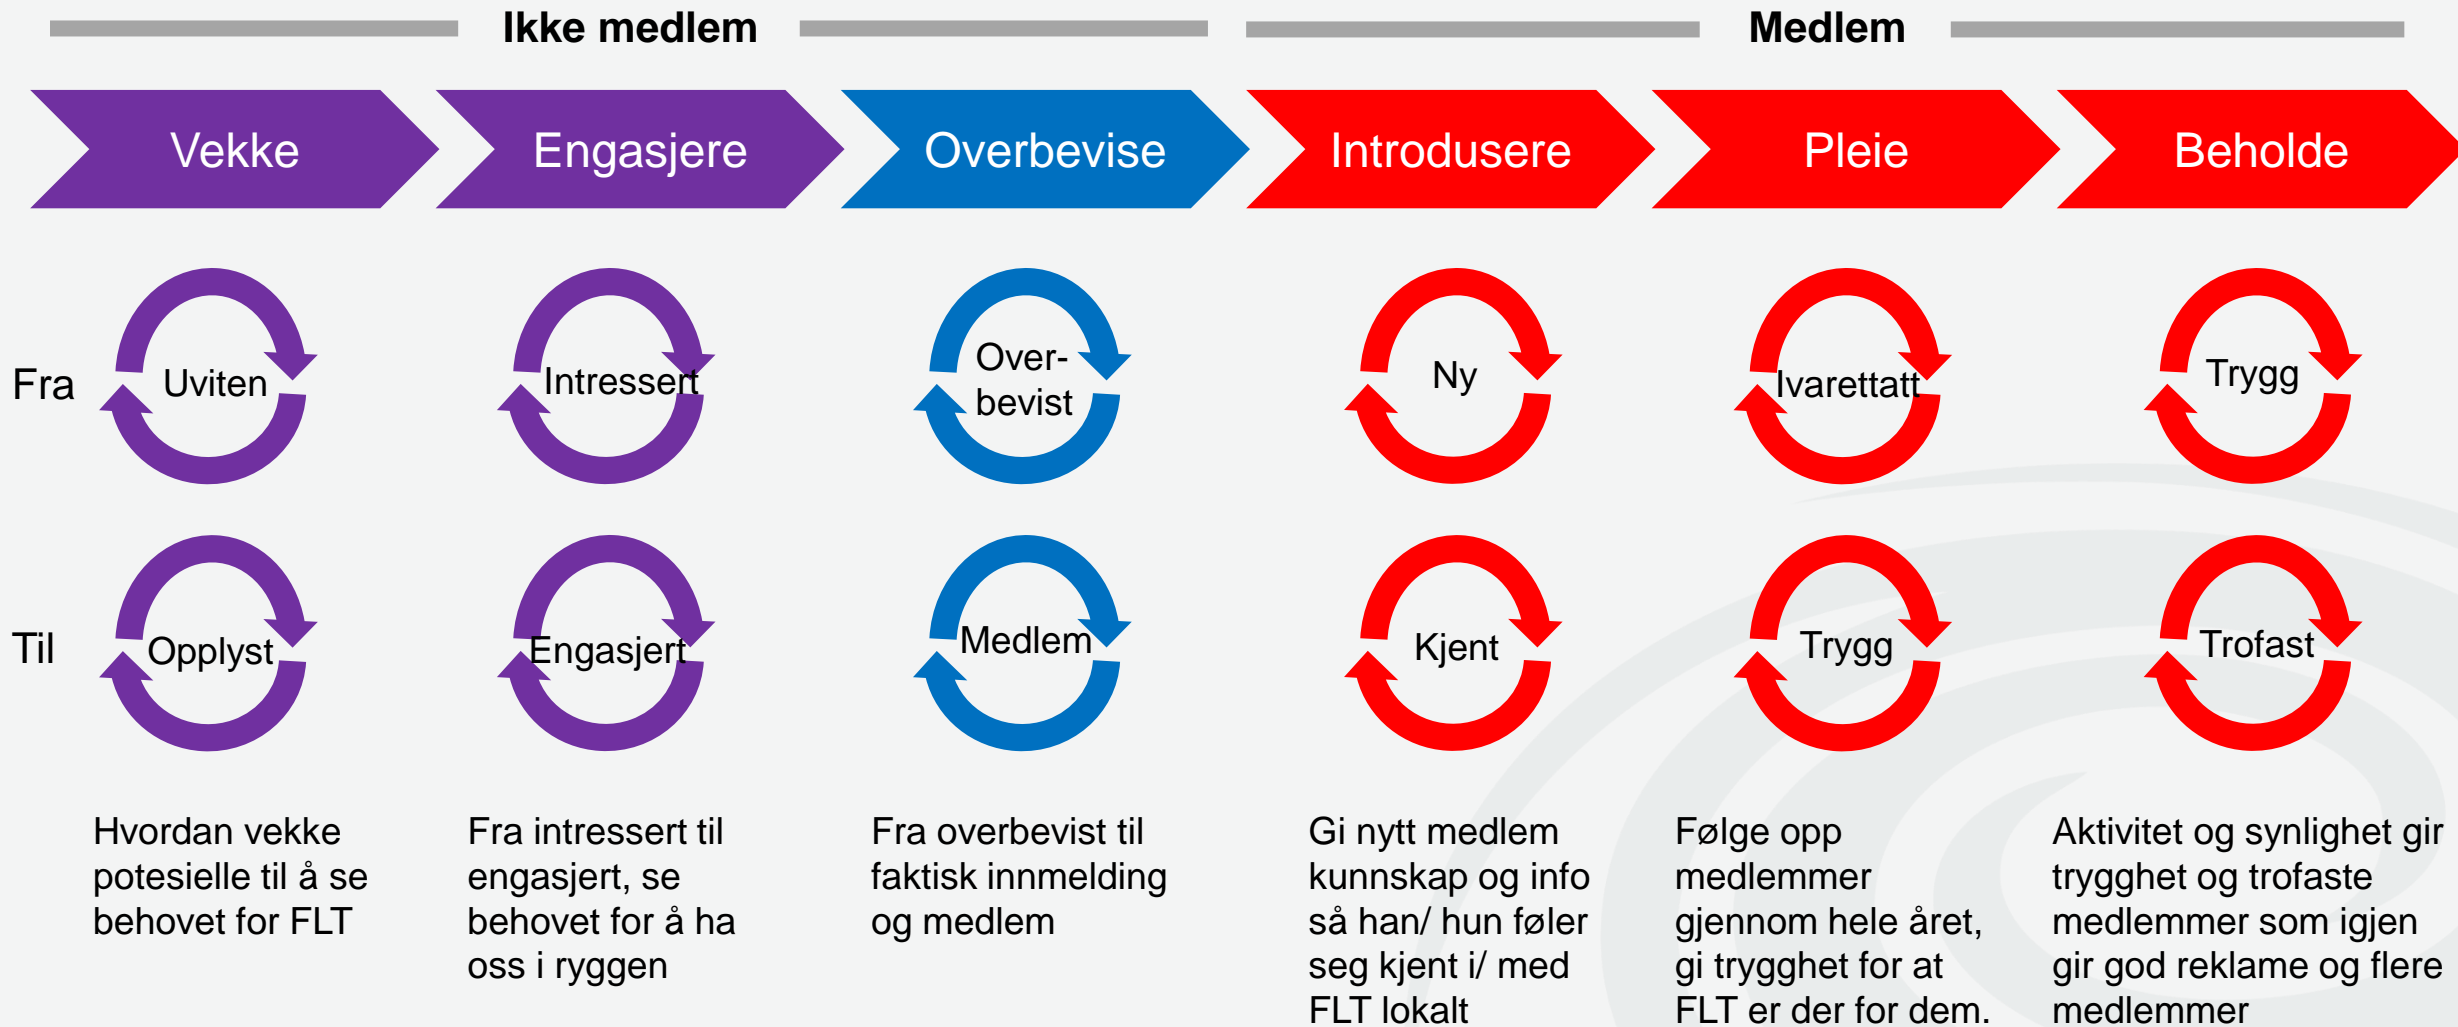 Ikke medlem
Medlem
Vekke
Engasjere
Overbevise
Introdusere
Pleie
Beholde
Fra
Uviten
Intressert
Over-
bevist
Ny
Ivarettatt
Trygg
Til
Opplyst
Engasjert
Medlem
Kjent
Trygg
Trofast
Hvordan vekke
potesielle til å se
behovet for FLT
Fra intressert til
engasjert, se
behovet for å ha
oss i ryggen
Fra overbevist til
faktisk innmelding
og medlem
Gi nytt medlem
kunnskap og info
så han/ hun føler
seg kjent i/ med
FLT lokalt
Følge opp
medlemmer
gjennom hele året,
gi trygghet for at
FLT er der for dem.
Aktivitet og synlighet gir
trygghet og trofaste
medlemmer som igjen
gir god reklame og flere
medlemmer